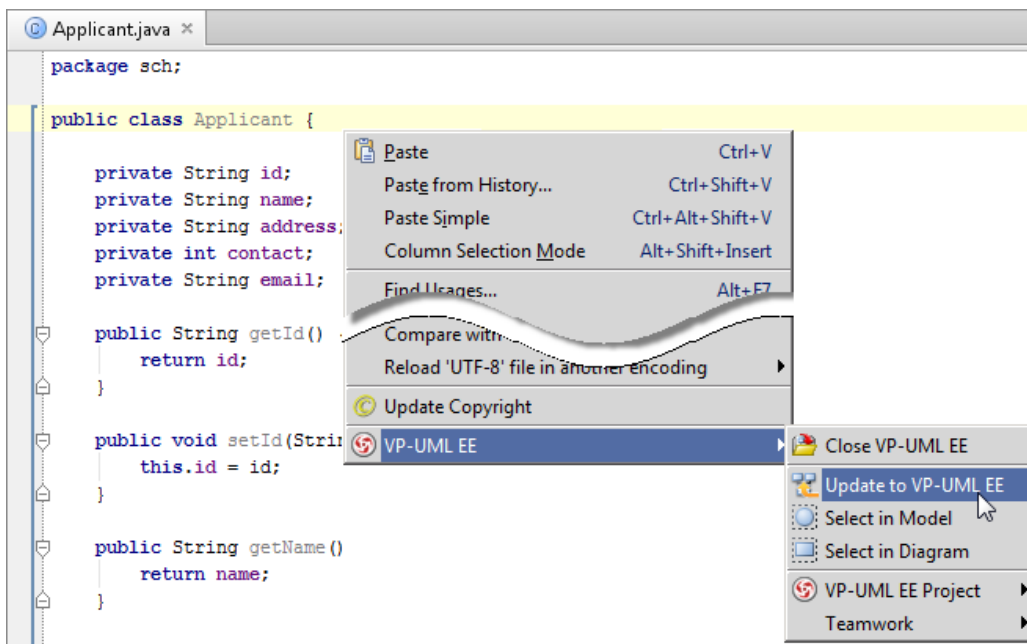 Applicant.java
package sch;
public class Applicant {
private String id;
private String name;
private String address;
private int contact;
private String email;
public String getId()
return id;
}
public void setId(Strin
this.id = id;
}
public String getName()
return name;
}
Paste Ctrl+V
Paste from History... Ctrl+Shift+V
Paste Simple Ctrl+Alt+Shift+V
Column Selection Mode Alt+Shift+Insert
Find Usages... Alt+F7
Compare with
Reload 'UTF-8' file in another encoding
Update Copyright
VP-UML EE
Close VP-UML EE
Update to VP-UML EE
Select in Model
Select in Diagram
VP-UML EE Project
Teamwork